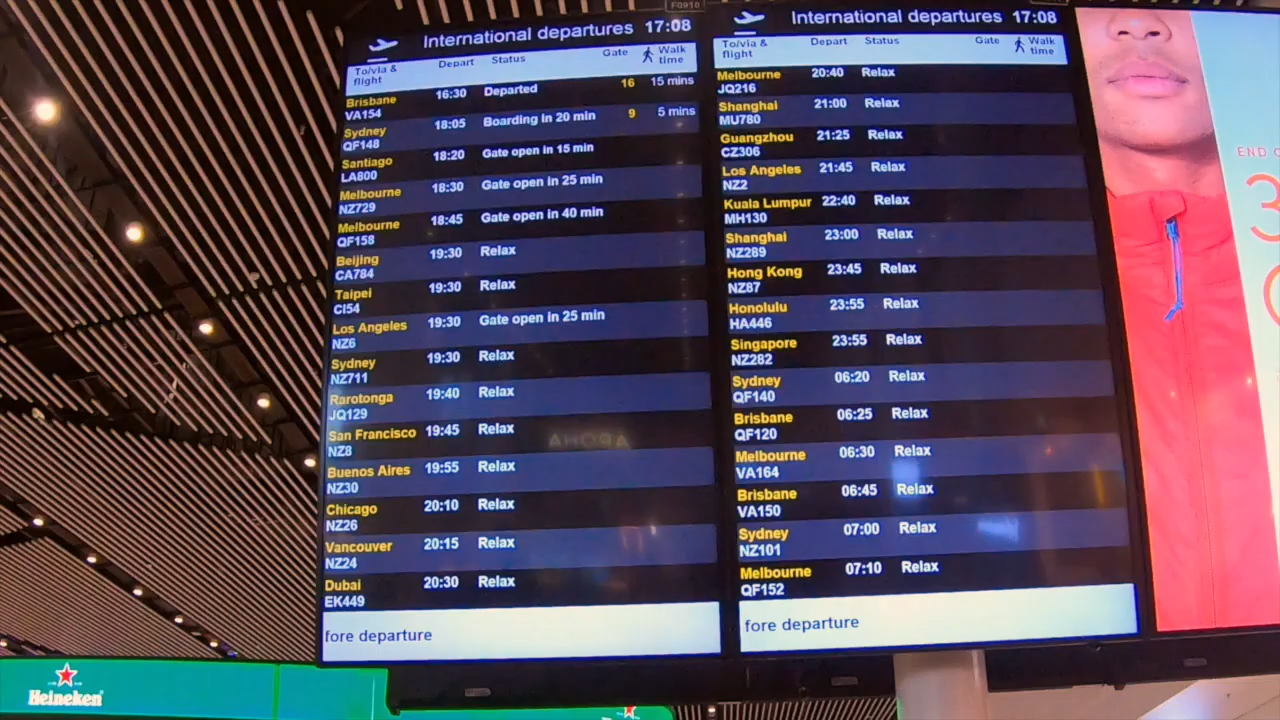 F0910
International departures 17:08
To/via & flight Depart Status Gate Walk time
Brisbane 16:30 Departed 16 15 mins
VA154
Sydney 18:05 Boarding in 20 min 9 5 mins
QF148
Santiago 18:20 Gate open in 15 min
LA800
Melbourne 18:30 Gate open in 25 min
NZ729
Melbourne 18:45 Gate open in 40 min
QF158
Beijing 19:30 Relax
CA784
Taipei 19:30 Relax
CI54
Los Angeles 19:30 Gate open in 25 min
NZ6
Sydney 19:30 Relax
NZ711
Rarotonga 19:40 Relax
JQ129
San Francisco 19:45 Relax
NZ8
Buenos Aires 19:55 Relax
NZ30
Chicago 20:10 Relax
NZ26
Vancouver 20:15 Relax
NZ24
Dubai 20:30 Relax
EK449
fore departure
International departures 17:08
To/via & flight Depart Status Gate Walk time
Melbourne 20:40 Relax
JQ216
Shanghai 21:00 Relax
MU780
Guangzhou 21:25 Relax
CZ306
Los Angeles 21:45 Relax
NZ2
Kuala Lumpur 22:40 Relax
MH130
Shanghai 23:00 Relax
NZ289
Hong Kong 23:45 Relax
NZ87
Honolulu 23:55 Relax
HA446
Singapore 23:55 Relax
NZ282
Sydney 06:20 Relax
QF140
Brisbane 06:25 Relax
QF120
Melbourne 06:30 Relax
VA164
Brisbane 06:45 Relax
VA150
Sydney 07:00 Relax
NZ101
Melbourne 07:10 Relax
QF152
fore departure
END
3
Heineken